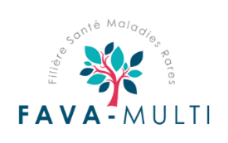 Filière Santé Maladies Rares
FAVA-MULTI